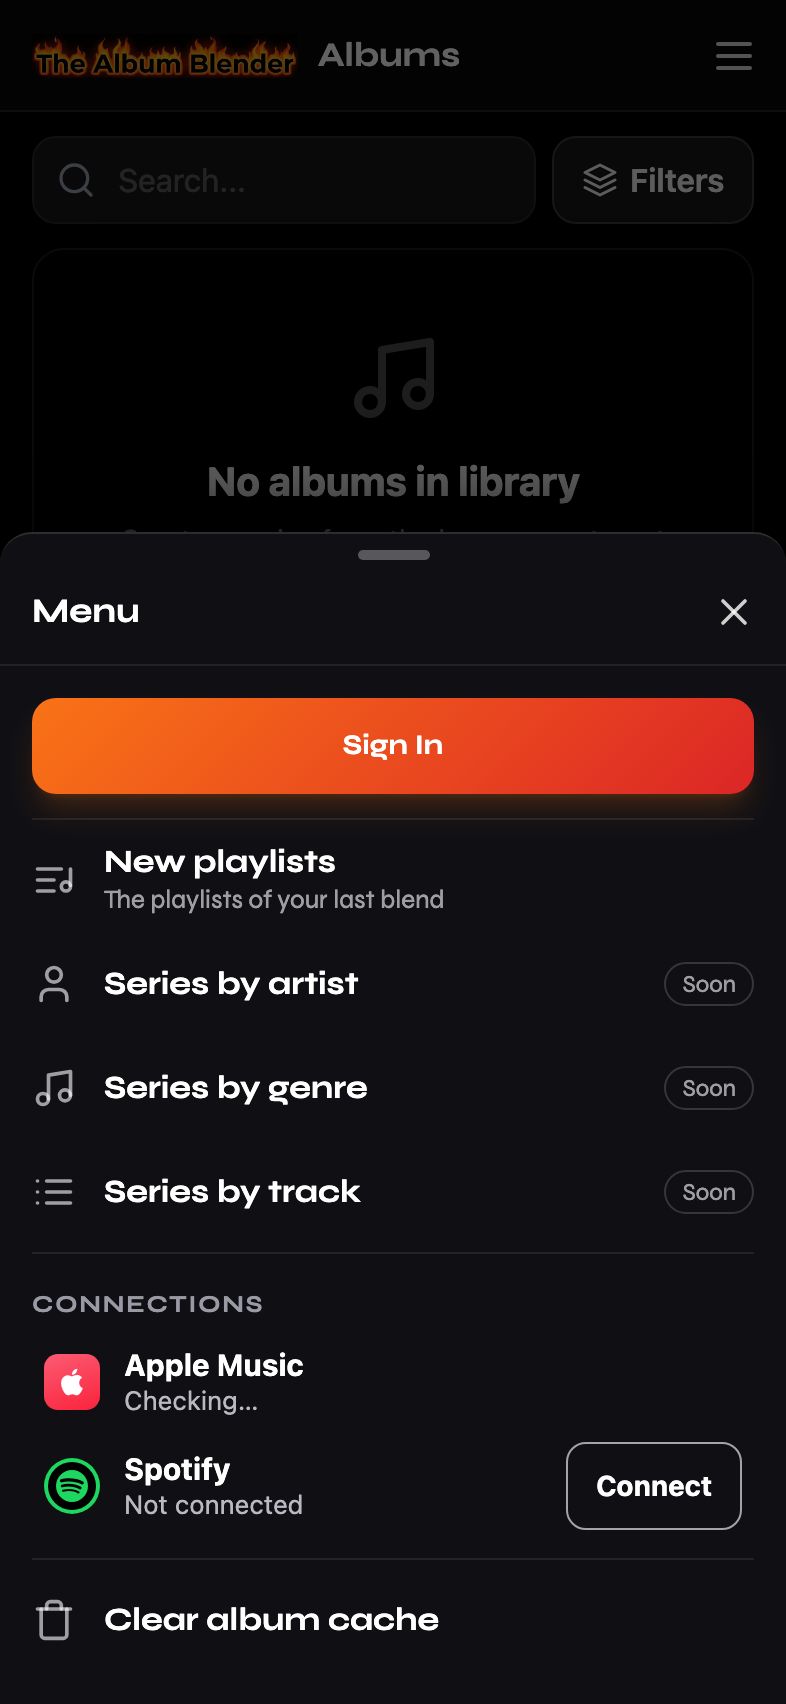 The Album Blender
Albums
Search...
Filters
No albums in library
Menu
Sign In
New playlists
The playlists of your last blend
Series by artist
Soon
Series by genre
Soon
Series by track
Soon
CONNECTIONS
Apple Music
Checking...
Spotify
Not connected
Connect
Clear album cache